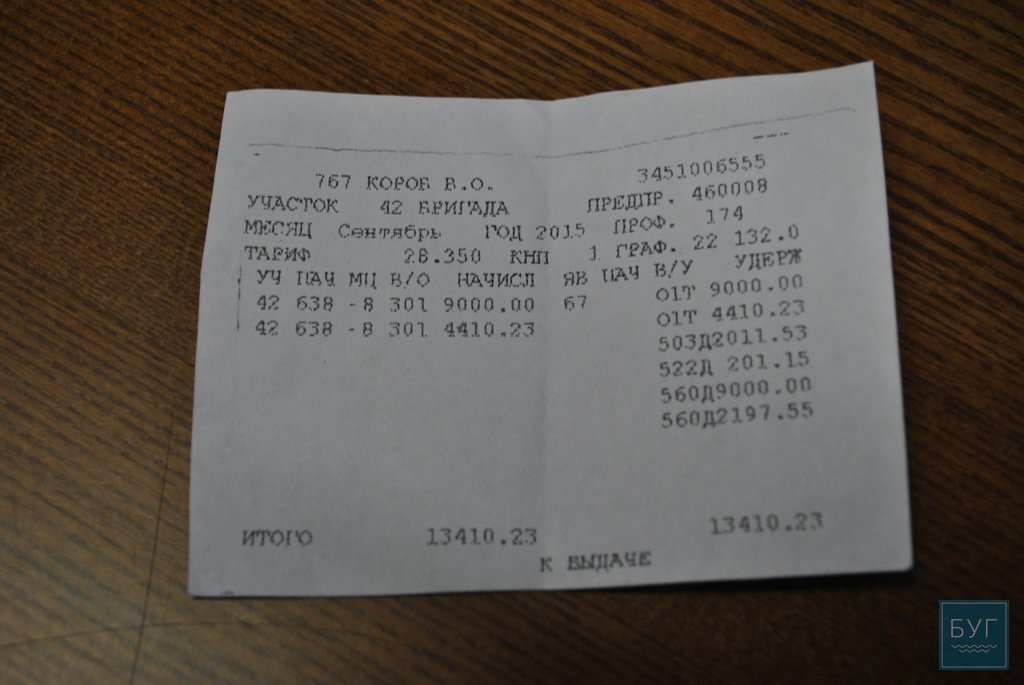 767 КОРОБ В.О. 3451006555
УЧАСТОК 42 БРИГАДА ПРЕДПР. 460008
МЕСЯЦ Сентябрь ГОД 2015 ПРОФ. 174
ТАРИФ 28.350 КНП 1 ГРАФ. 22 132.0
УЧ ПАЧ МЦ В/О НАЧИСЛ ЯВ ПАЧ В/У УДЕРЖ
42 638 -8 301 9000.00 67 01Т 9000.00
42 638 -8 301 4410.23 01Т 4410.23
503Д2011.53
522Д 201.15
560Д9000.00
560Д2197.55
ИТОГО 13410.23 13410.23
К ВЫДАЧЕ
БУГ